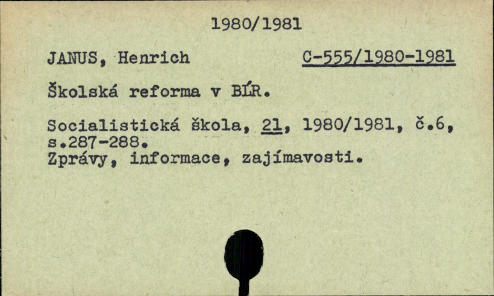 1980/1981
JANUS, Henrich C-555/1980-1981
Školská reforma v BĽR.
Socialistická škola, 21, 1980/1981, č.6,
s.287-288.
Zprávy, informace, zajímavosti.